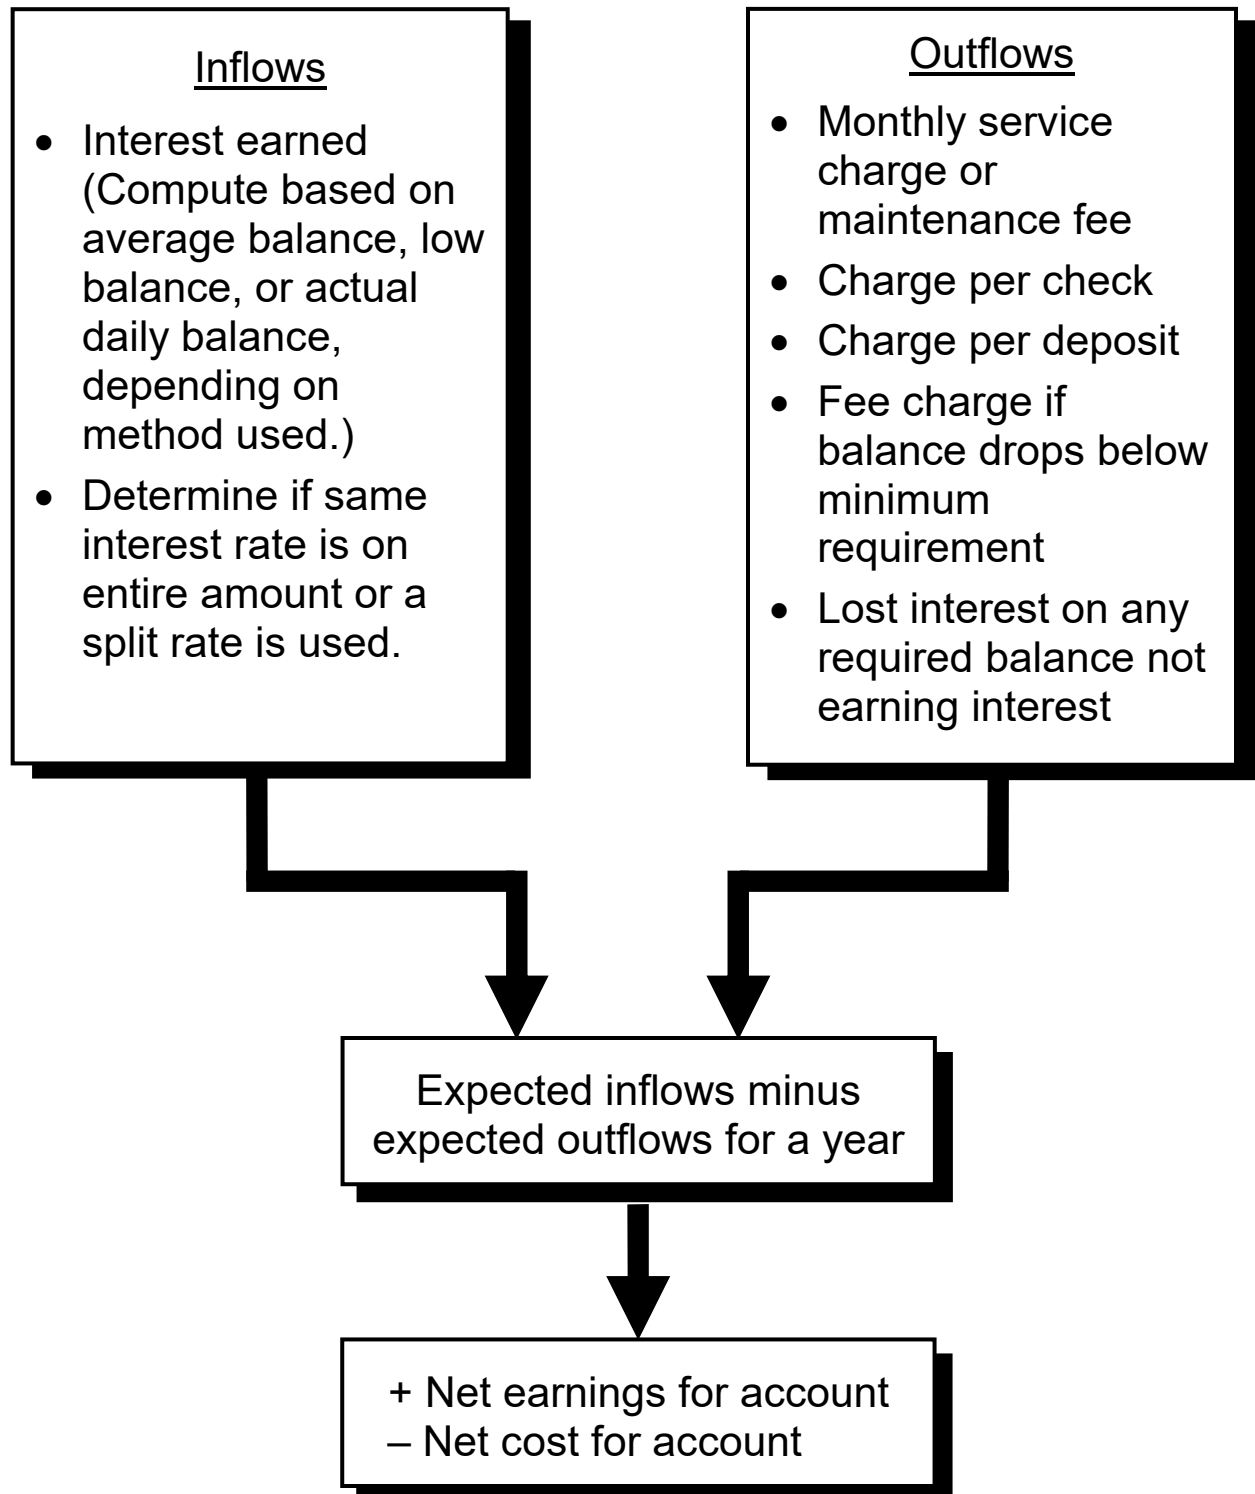 Inflows
• Interest earned
(Compute based on
average balance, low
balance, or actual
daily balance,
depending on
method used.)
• Determine if same
interest rate is on
entire amount or a
split rate is used.
Outflows
• Monthly service
charge or
maintenance fee
• Charge per check
• Charge per deposit
• Fee charge if
balance drops below
minimum
requirement
• Lost interest on any
required balance not
earning interest
Expected inflows minus
expected outflows for a year
+ Net earnings for account
– Net cost for account